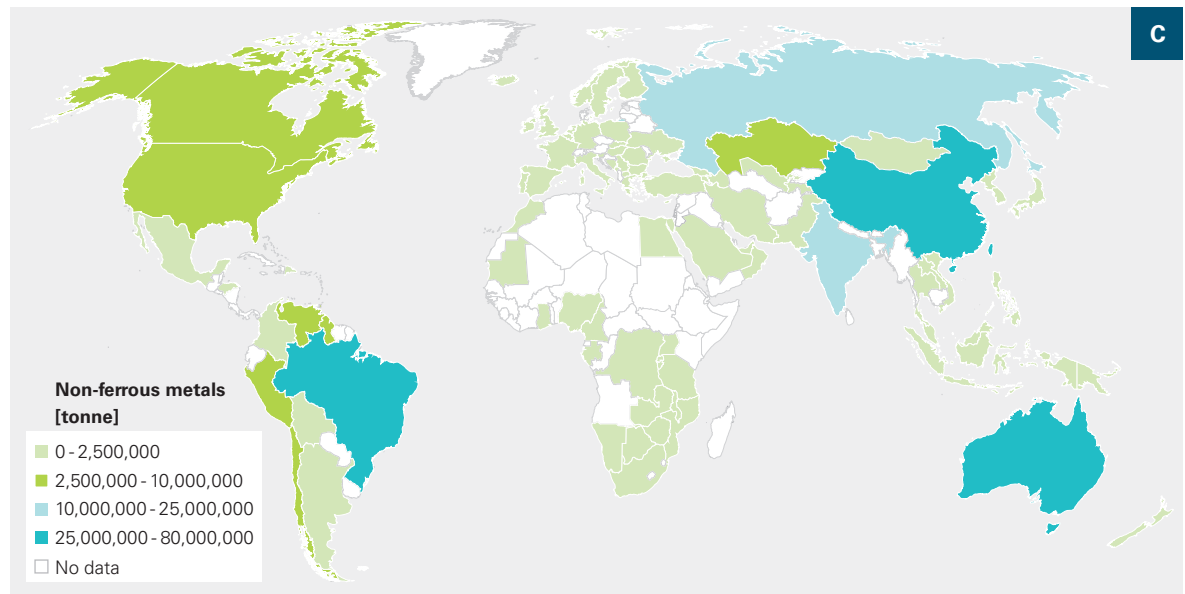 C
Non-ferrous metals
[tonne]
0 - 2,500,000
2,500,000 - 10,000,000
10,000,000 - 25,000,000
25,000,000 - 80,000,000
No data